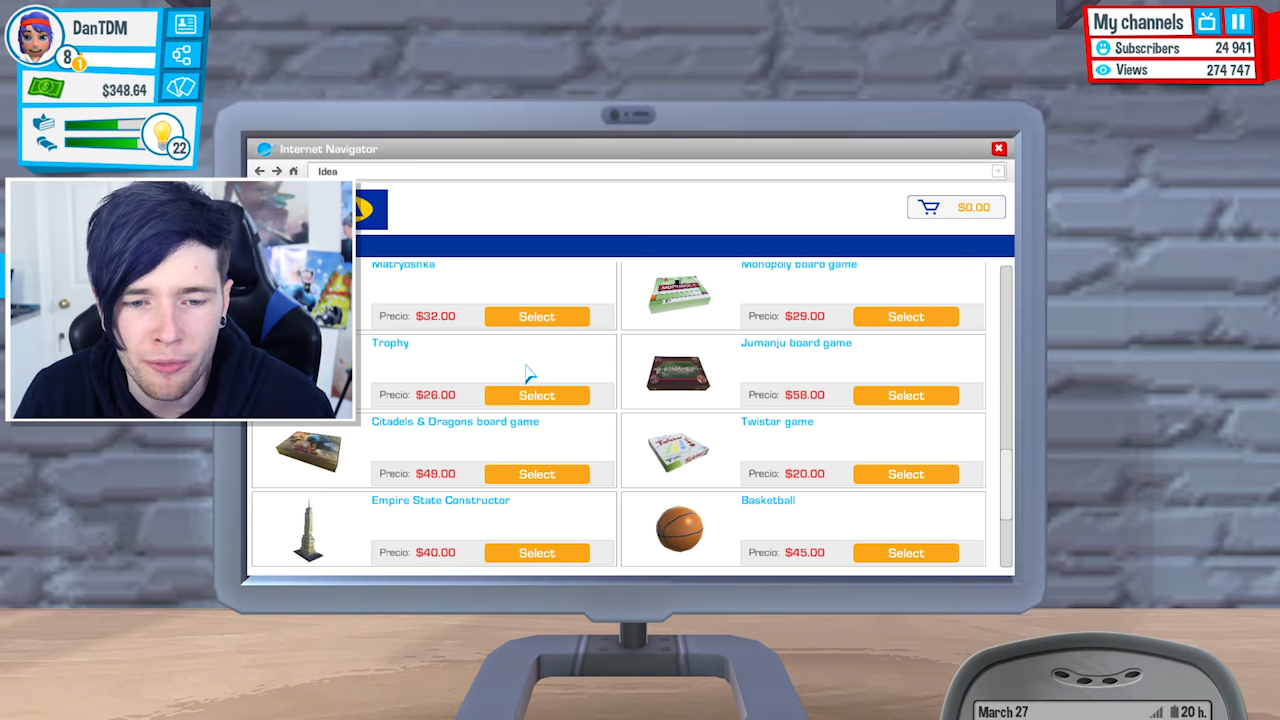 DanTDM
8
1
$348.64
22
My channels
Subscribers 24 941
Views 274 747
Internet Navigator
Idea
$0.00
Matryoshka
Precio: $32.00 Select
Monopoly board game
Precio: $29.00 Select
Trophy
Precio: $26.00 Select
Jumanju board game
Precio: $58.00 Select
Citadels & Dragons board game
Precio: $49.00 Select
Twistar game
Precio: $20.00 Select
Empire State Constructor
Precio: $40.00 Select
Basketball
Precio: $45.00 Select
March 27 20 h.